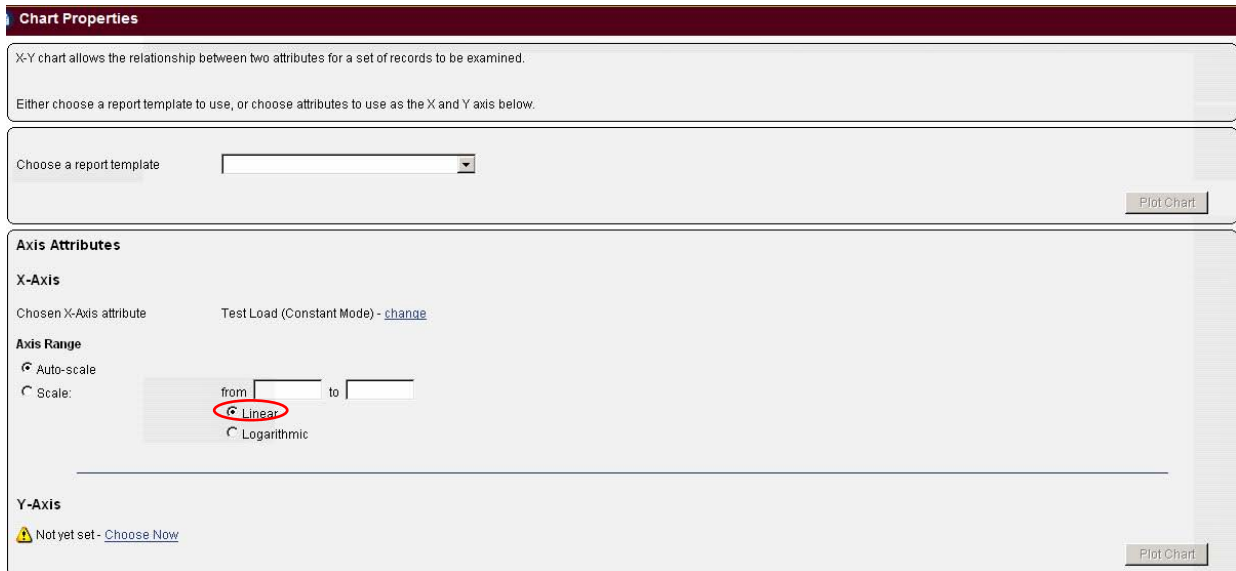 Chart Properties
X-Y chart allows the relationship between two attributes for a set of records to be examined.
Either choose a report template to use, or choose attributes to use as the X and Y axis below.
Choose a report template
Plot Chart
Axis Attributes
X-Axis
Chosen X-Axis attribute Test Load (Constant Mode) - change
Axis Range
Auto-scale
Scale: from to
Linear
Logarithmic
Y-Axis
Not yet set - Choose Now
Plot Chart